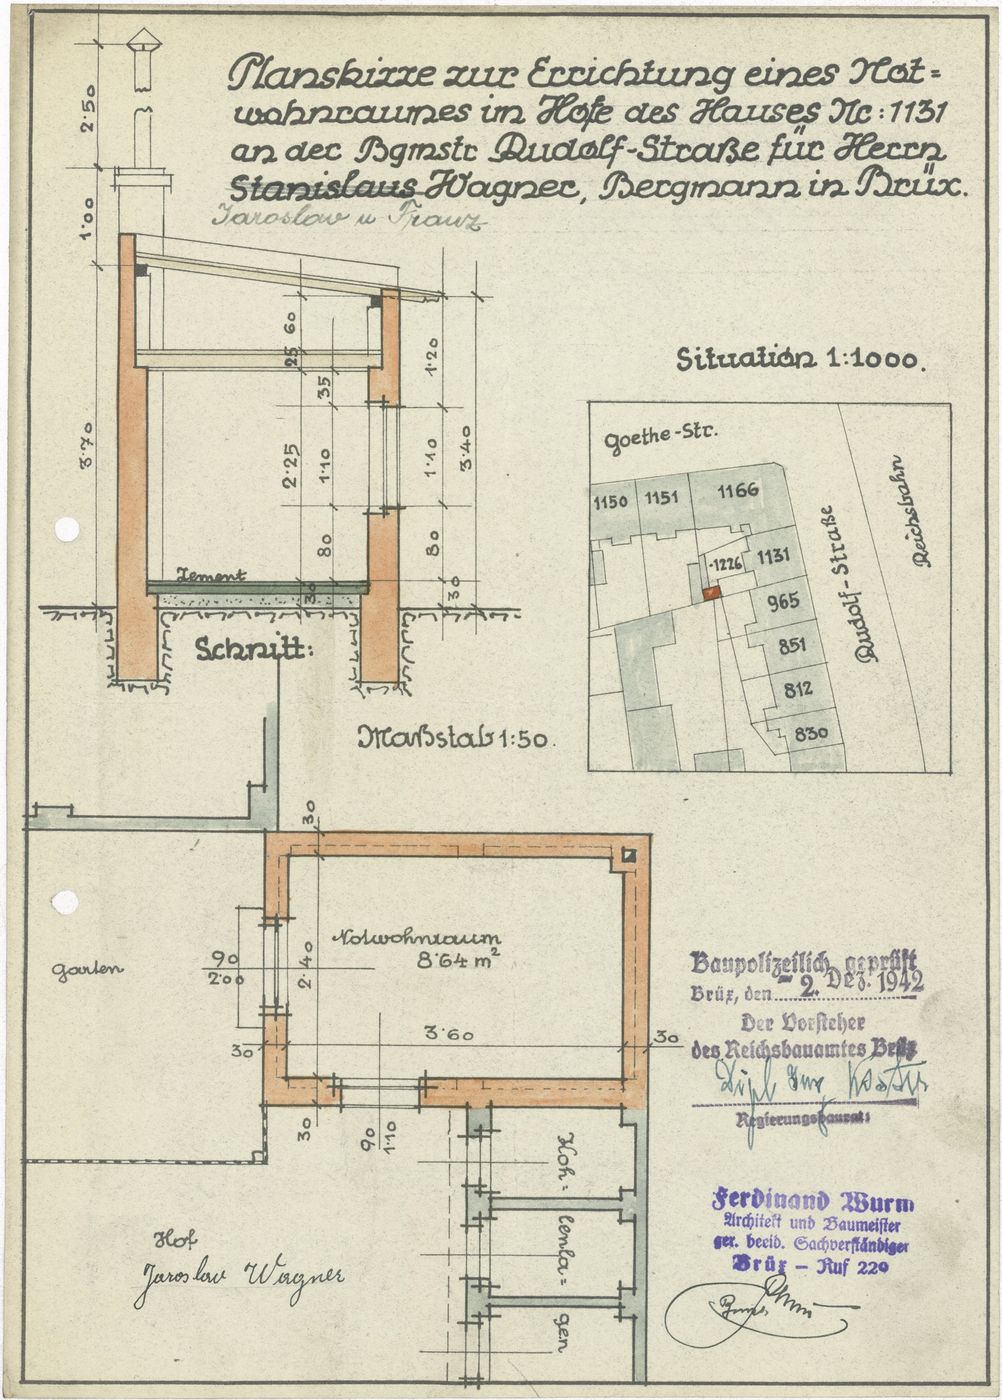 Planskizze zur Errichtung eines Not=
wohnraumes im Hofe des Hauses Nc: 1131
an der Bgmstr Rudolf-Straße für Herrn
Stanislaus Wagner, Bergmann in Brüx.
Jaroslav u Franz
2·50
1·00
3·70
60
25
35
2·25
1·10
80
30
1·20
1·10
80
30
3·40
Zement
Schnitt:
Maßstab 1:50.
Situation 1:1000.
Goethe-Str.
1150
1151
1166
·1226
1131
965
851
812
830
Rudolf-Straße
Reichsbahn
30
Notwohnraum
8·64 m²
Garten
90
2·00
2·40
3·60
30
30
30
90
1·10
Hof
Jaroslav Wagner
Koh=
lenla=
gen
Baupolizeilich geprüft
Brüx, den - 2. Dez. 1942
Der Vorsteher
des Reichsbauamtes Brüx
Dipl Ing
Regierungsbaurat:
Ferdinand Wurm
Architekt und Baumeister
ger. beeid. Sachverständiger
Brüx - Ruf 229